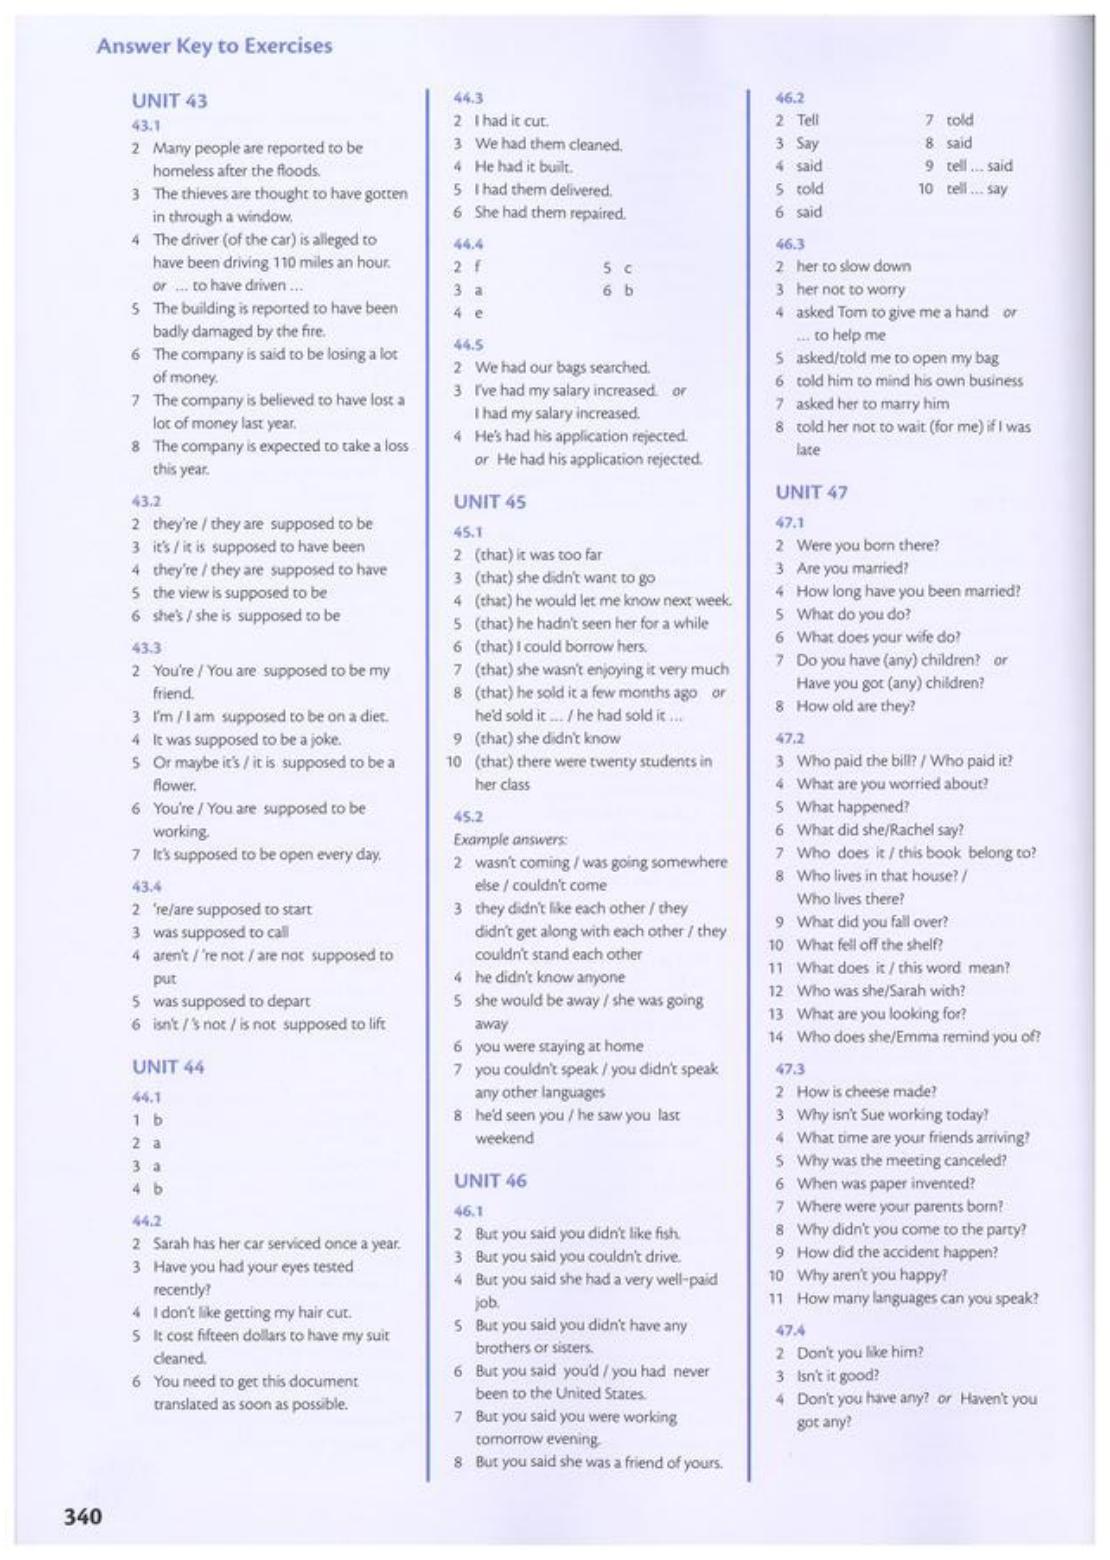 Answer Key to Exercises
UNIT 43
43.1
2 Many people are reported to be
homeless after the floods.
3 The thieves are thought to have gotten
in through a window.
4 The driver (of the car) is alleged to
have been driving 110 miles an hour.
or ... to have driven ...
5 The building is reported to have been
badly damaged by the fire.
6 The company is said to be losing a lot
of money.
7 The company is believed to have lost a
lot of money last year.
8 The company is expected to take a loss
this year.
43.2
2 they're / they are supposed to be
3 it's / it is supposed to have been
4 they're / they are supposed to have
5 the view is supposed to be
6 she's / she is supposed to be
43.3
2 You're / You are supposed to be my
friend.
3 I'm / I am supposed to be on a diet.
4 It was supposed to be a joke.
5 Or maybe it's / it is supposed to be a
flower.
6 You're / You are supposed to be
working.
7 It's supposed to be open every day.
43.4
2 're/are supposed to start
3 was supposed to call
4 aren't / 're not / are not supposed to
put
5 was supposed to depart
6 isn't / 's not / is not supposed to lift
UNIT 44
44.1
1 b
2 a
3 a
4 b
44.2
2 Sarah has her car serviced once a year.
3 Have you had your eyes tested
recently?
4 I don't like getting my hair cut.
5 It cost fifteen dollars to have my suit
cleaned.
6 You need to get this document
translated as soon as possible.
44.3
2 I had it cut.
3 We had them cleaned.
4 He had it built.
5 I had them delivered.
6 She had them repaired.
44.4
2 f 5 c
3 a 6 b
4 e
44.5
2 We had our bags searched.
3 I've had my salary increased. or
I had my salary increased.
4 He's had his application rejected.
or He had his application rejected.
UNIT 45
45.1
2 (that) it was too far
3 (that) she didn't want to go
4 (that) he would let me know next week.
5 (that) he hadn't seen her for a while
6 (that) I could borrow hers.
7 (that) she wasn't enjoying it very much
8 (that) he sold it a few months ago or
he'd sold it ... / he had sold it ...
9 (that) she didn't know
10 (that) there were twenty students in
her class
45.2
Example answers:
2 wasn't coming / was going somewhere
else / couldn't come
3 they didn't like each other / they
didn't get along with each other / they
couldn't stand each other
4 he didn't know anyone
5 she would be away / she was going
away
6 you were staying at home
7 you couldn't speak / you didn't speak
any other languages
8 he'd seen you / he saw you last
weekend
UNIT 46
46.1
2 But you said you didn't like fish.
3 But you said you couldn't drive.
4 But you said she had a very well-paid
job.
5 But you said you didn't have any
brothers or sisters.
6 But you said you'd / you had never
been to the United States.
7 But you said you were working
tomorrow evening.
8 But you said she was a friend of yours.
46.2
2 Tell 7 told
3 Say 8 said
4 said 9 tell ... said
5 told 10 tell ... say
6 said
46.3
2 her to slow down
3 her not to worry
4 asked Tom to give me a hand or
... to help me
5 asked/told me to open my bag
6 told him to mind his own business
7 asked her to marry him
8 told her not to wait (for me) if I was
late
UNIT 47
47.1
2 Were you born there?
3 Are you married?
4 How long have you been married?
5 What do you do?
6 What does your wife do?
7 Do you have (any) children? or
Have you got (any) children?
8 How old are they?
47.2
3 Who paid the bill? / Who paid it?
4 What are you worried about?
5 What happened?
6 What did she/Rachel say?
7 Who does it / this book belong to?
8 Who lives in that house? /
Who lives there?
9 What did you fall over?
10 What fell off the shelf?
11 What does it / this word mean?
12 Who was she/Sarah with?
13 What are you looking for?
14 Who does she/Emma remind you of?
47.3
2 How is cheese made?
3 Why isn't Sue working today?
4 What time are your friends arriving?
5 Why was the meeting canceled?
6 When was paper invented?
7 Where were your parents born?
8 Why didn't you come to the party?
9 How did the accident happen?
10 Why aren't you happy?
11 How many languages can you speak?
47.4
2 Don't you like him?
3 Isn't it good?
4 Don't you have any? or Haven't you
got any?
340